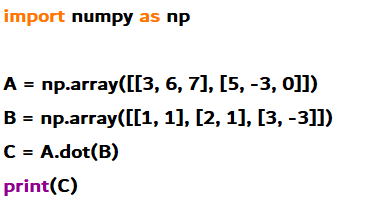 import numpy as np
A = np.array([[3, 6, 7], [5, -3, 0]])
B = np.array([[1, 1], [2, 1], [3, -3]])
C = A.dot(B)
print(C)